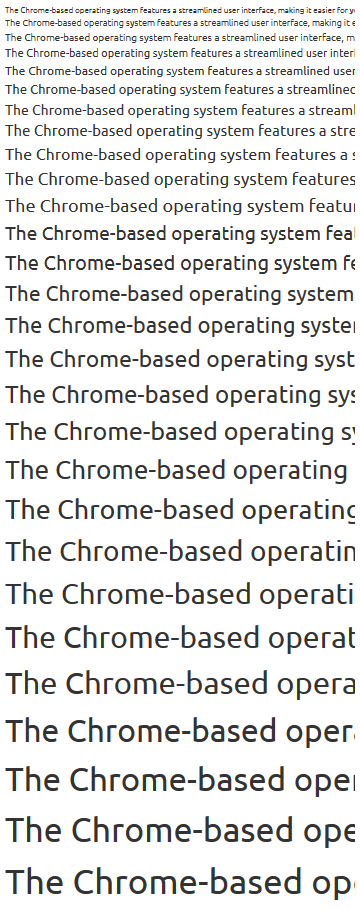 The Chrome-based operating system features a streamlined user interface, making it easier for
The Chrome-based operating system features a streamlined user interface, making it
The Chrome-based operating system features a streamlined user interface,
The Chrome-based operating system features a streamlined user
The Chrome-based operating system features a streamlined user
The Chrome-based operating system features a streamlined
The Chrome-based operating system features a
The Chrome-based operating system features a
The Chrome-based operating system features a
The Chrome-based operating system features
The Chrome-based operating system
The Chrome-based operating system
The Chrome-based operating system
The Chrome-based operating system
The Chrome-based operating
The Chrome-based operating
The Chrome-based operating
The Chrome-based operating
The Chrome-based operating
The Chrome-based operating
The Chrome-based
The Chrome-based
The Chrome-based
The Chrome-based
The Chrome-based
The Chrome-based
The Chrome-based
The Chrome-based